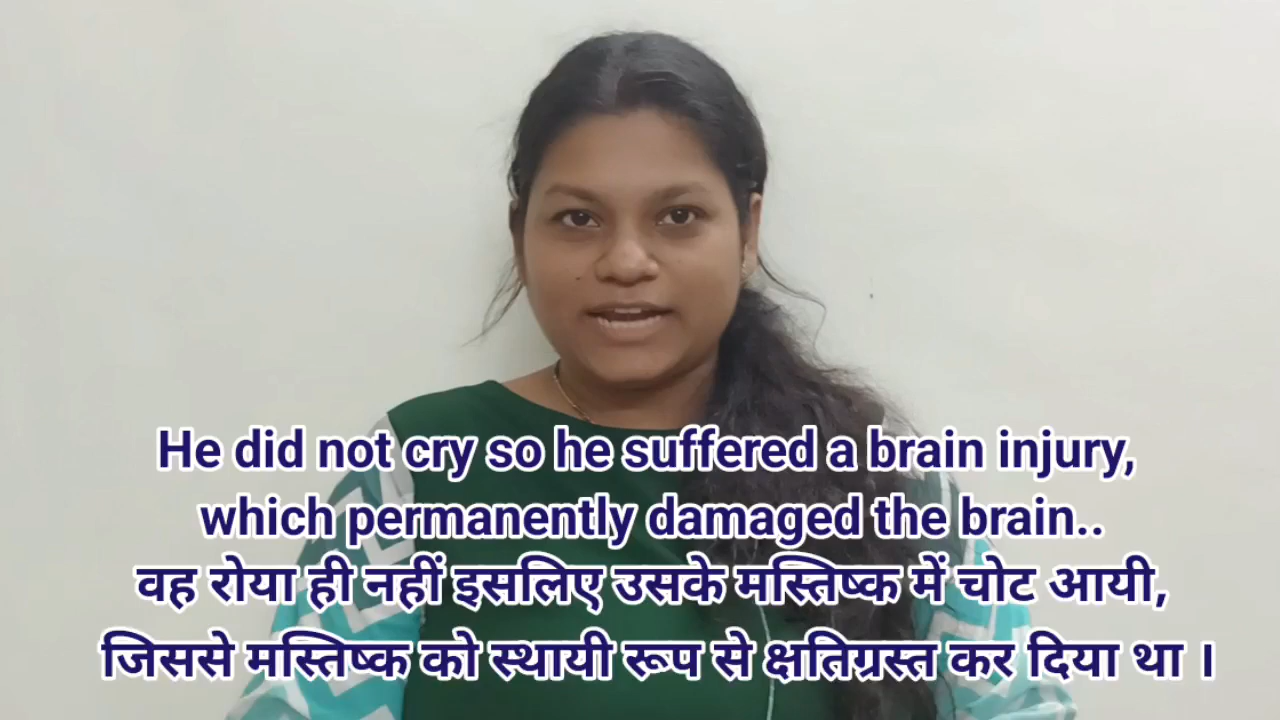 He did not cry so he suffered a brain injury,
which permanently damaged the brain..
वह रोया ही नहीं इसलिए उसके मस्तिष्क में चोट आयी,
जिससे मस्तिष्क को स्थायी रूप से क्षतिग्रस्त कर दिया था ।